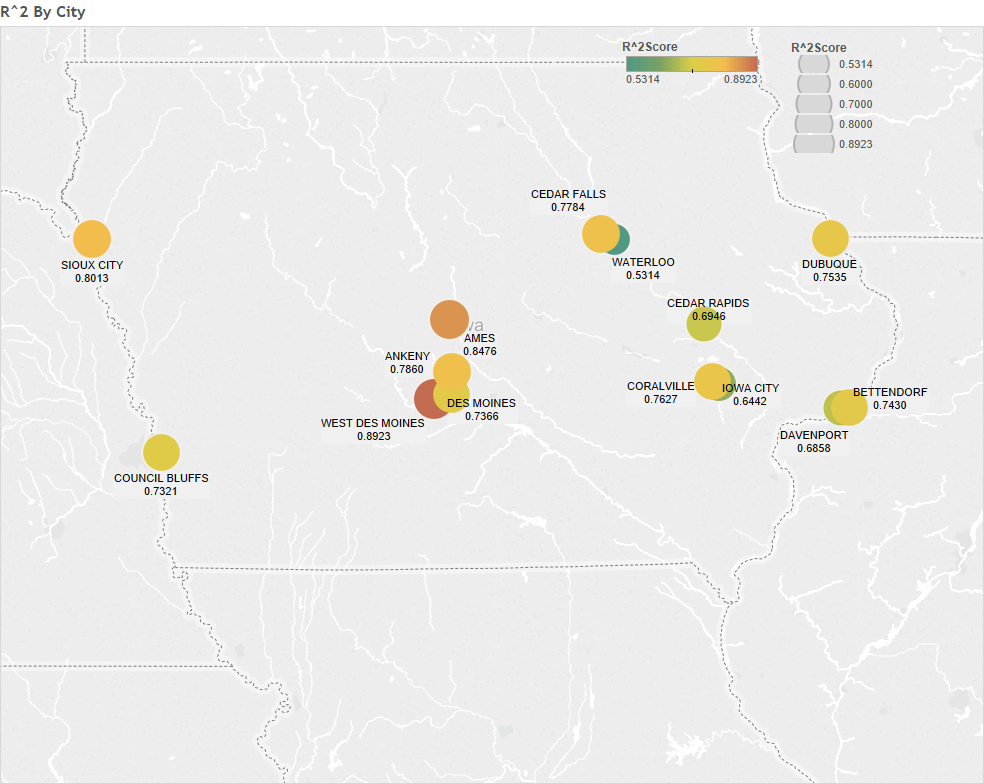 R^2 By City
R^2Score
0.5314 0.8923
R^2Score
0.5314
0.6000
0.7000
0.8000
0.8923
CEDAR FALLS
0.7784
WATERLOO
0.5314
SIOUX CITY
0.8013
DUBUQUE
0.7535
CEDAR RAPIDS
0.6946
va
AMES
0.8476
ANKENY
0.7860
DES MOINES
0.7366
WEST DES MOINES
0.8923
CORALVILLE
0.7627
IOWA CITY
0.6442
BETTENDORF
0.7430
DAVENPORT
0.6858
COUNCIL BLUFFS
0.7321